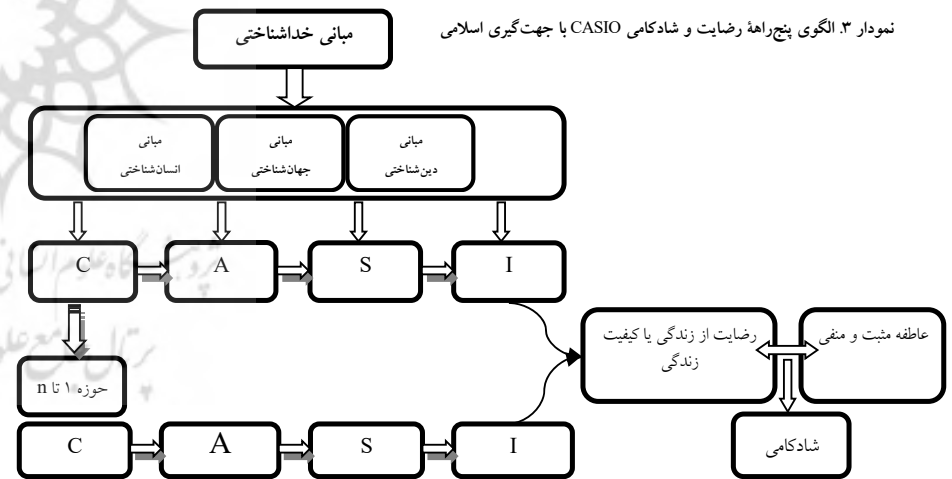 نمودار ۳. الگوی پنج‌راههٔ رضایت و شادکامی CASIO با جهت‌گیری اسلامی
مبانی خداشناختی
مبانی
دین‌شناختی
مبانی
جهان‌شناختی
مبانی
انسان‌شناختی
C
A
S
I
رضایت از زندگی یا کیفیت
زندگی
عاطفه مثبت و منفی
حوزه ۱ تا n
شادکامی
C
A
S
I